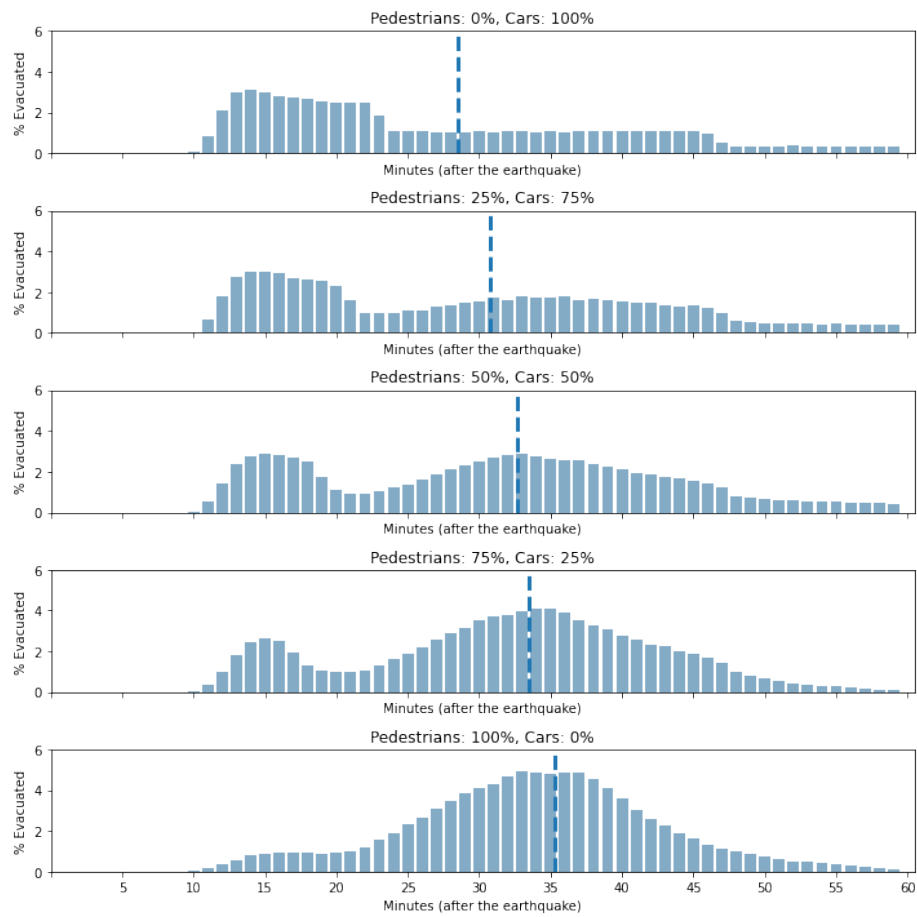 Pedestrians: 0%, Cars: 100%
6
4
2
0
% Evacuated
Minutes (after the earthquake)
Pedestrians: 25%, Cars: 75%
6
4
2
0
% Evacuated
Minutes (after the earthquake)
Pedestrians: 50%, Cars: 50%
6
4
2
0
% Evacuated
Minutes (after the earthquake)
Pedestrians: 75%, Cars: 25%
6
4
2
0
% Evacuated
Minutes (after the earthquake)
Pedestrians: 100%, Cars: 0%
6
4
2
0
% Evacuated
5 10 15 20 25 30 35 40 45 50 55 60
Minutes (after the earthquake)